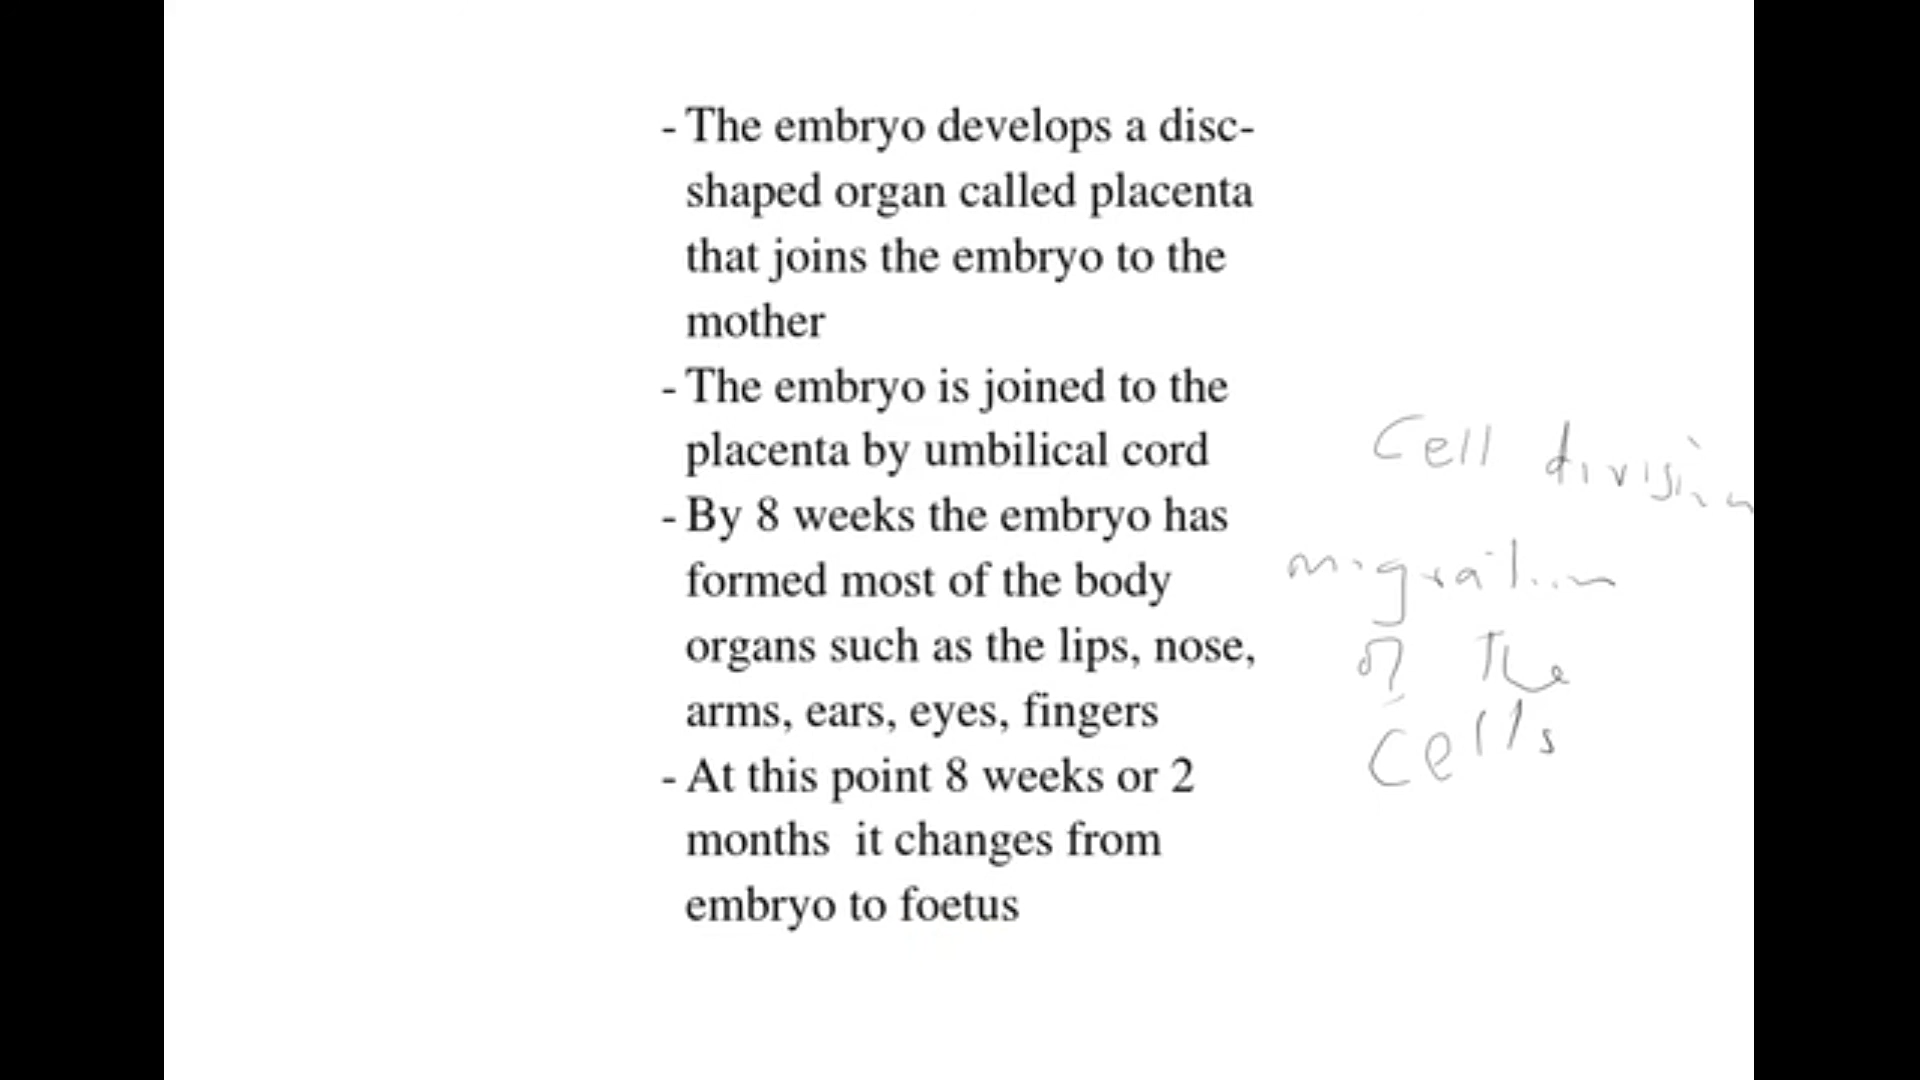 - The embryo develops a disc-
shaped organ called placenta
that joins the embryo to the
mother
- The embryo is joined to the
placenta by umbilical cord
- By 8 weeks the embryo has
formed most of the body
organs such as the lips, nose,
arms, ears, eyes, fingers
- At this point 8 weeks or 2
months  it changes from
embryo to foetus
Cell division
migration
of The
Cells